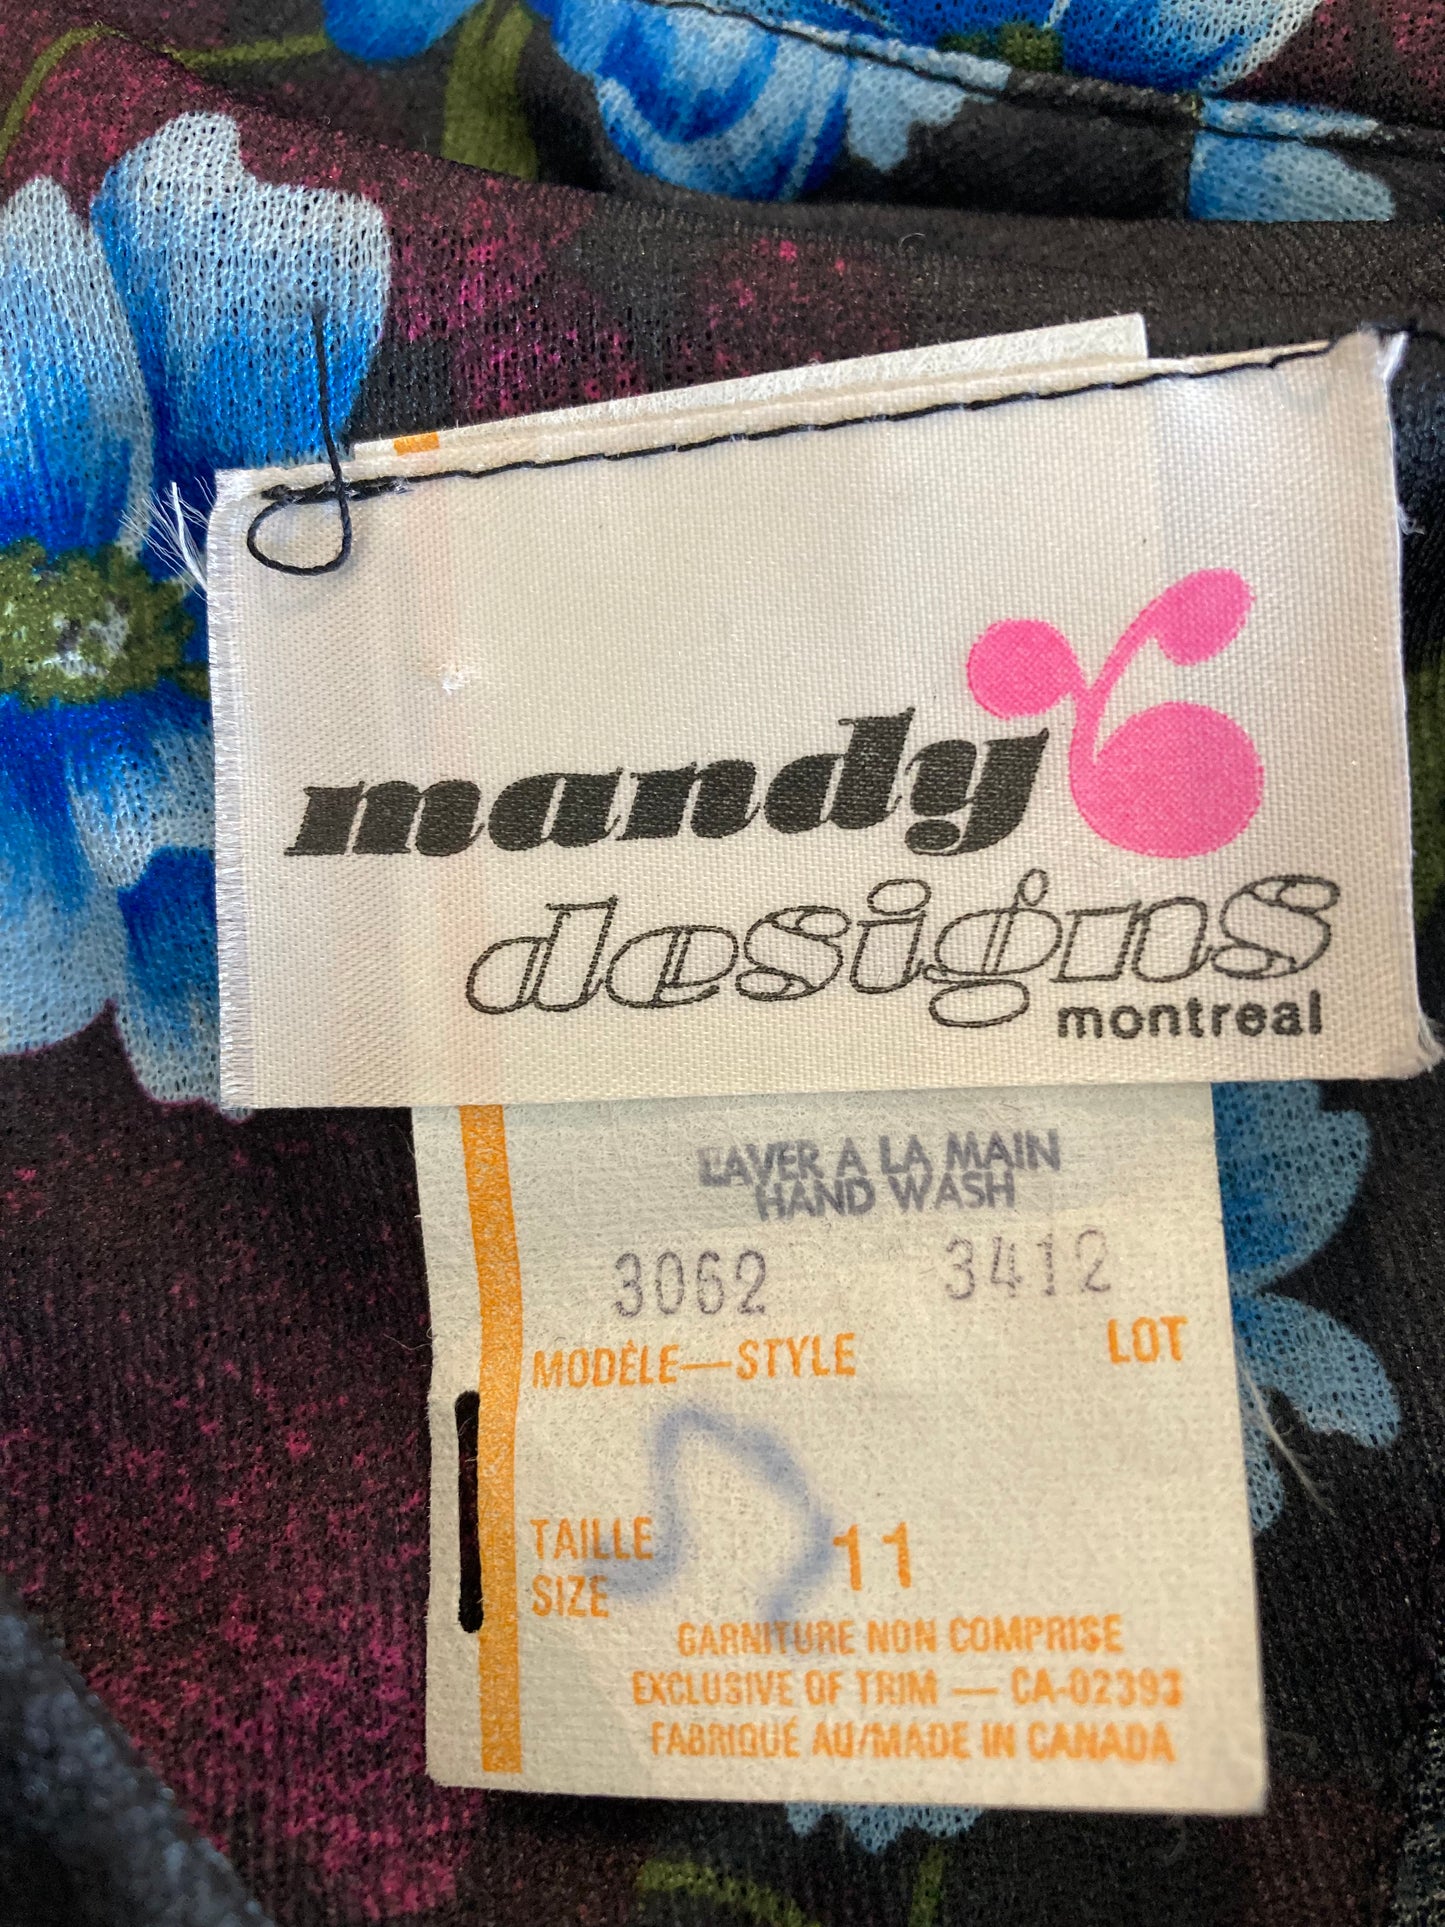 mandy
designs
montreal
LAVER A LA MAIN
HAND WASH
3062 3412
MODÈLE—STYLE LOT
TAILLE
SIZE 11
GARNITURE NON COMPRISE
EXCLUSIVE OF TRIM — CA-02393
FABRIQUÉ AU/MADE IN CANADA